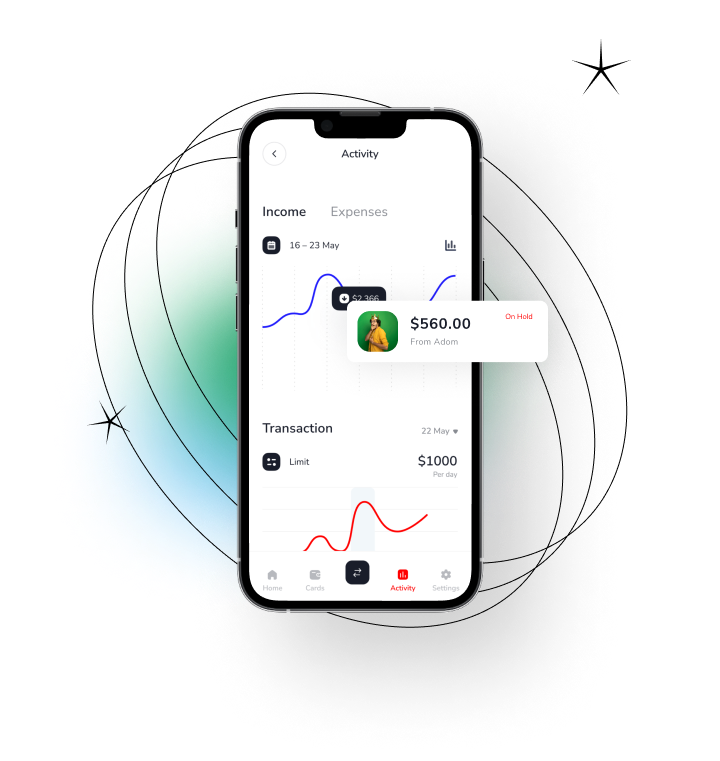 Activity
Income Expenses
16 – 23 May
$2,366
$560.00 On Hold
From Adom
Transaction
22 May
Limit $1000
Per day
Home Cards Activity Settings